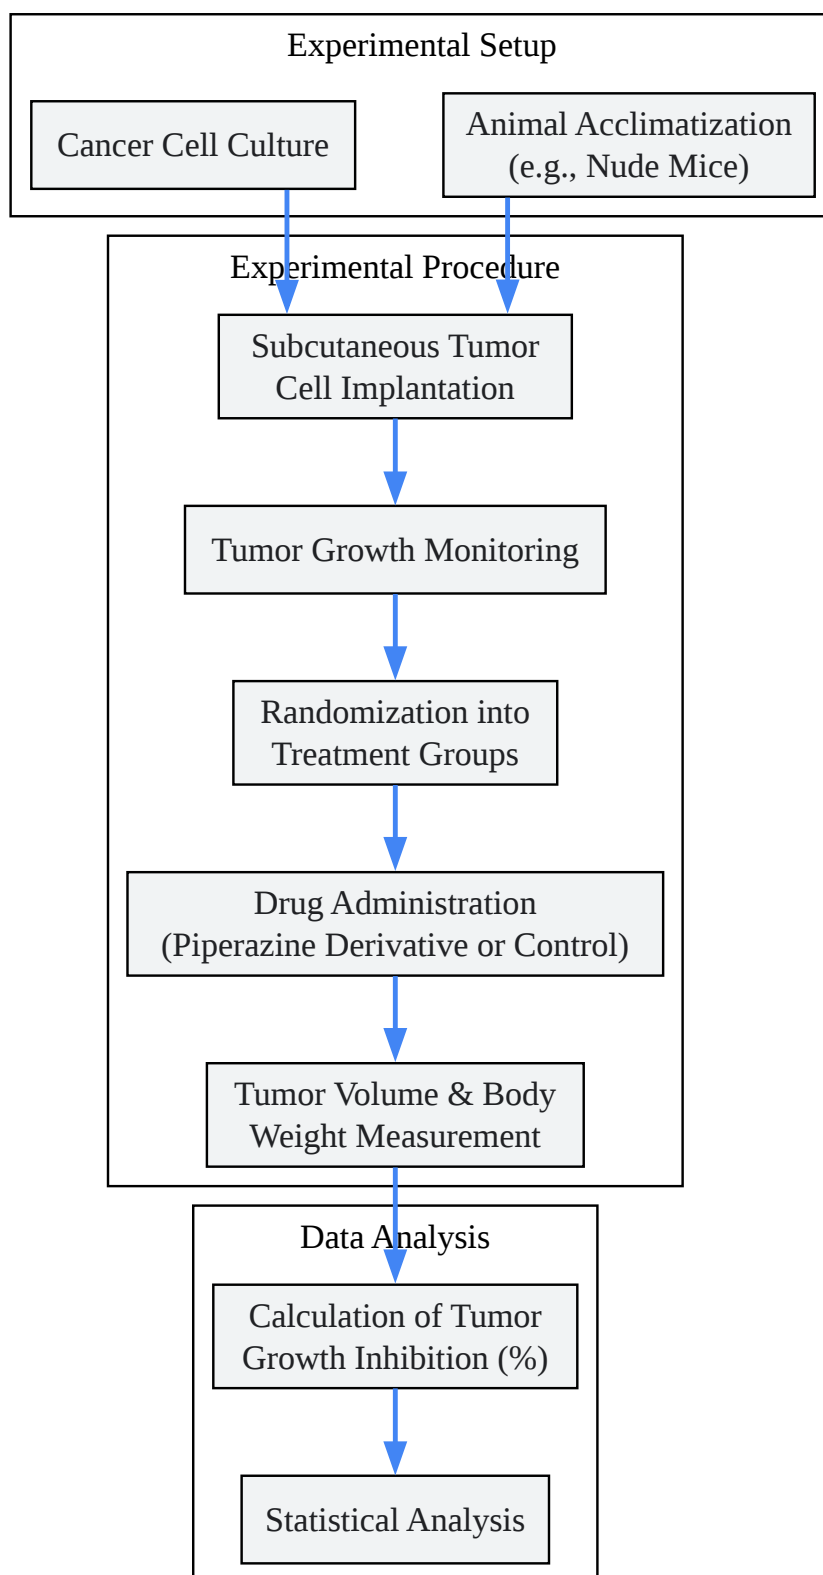 Experimental Setup
Cancer Cell Culture
Animal Acclimatization
(e.g., Nude Mice)
Experimental Procedure
Subcutaneous Tumor
Cell Implantation
Tumor Growth Monitoring
Randomization into
Treatment Groups
Drug Administration
(Piperazine Derivative or Control)
Tumor Volume & Body
Weight Measurement
Data Analysis
Calculation of Tumor
Growth Inhibition (%)
Statistical Analysis